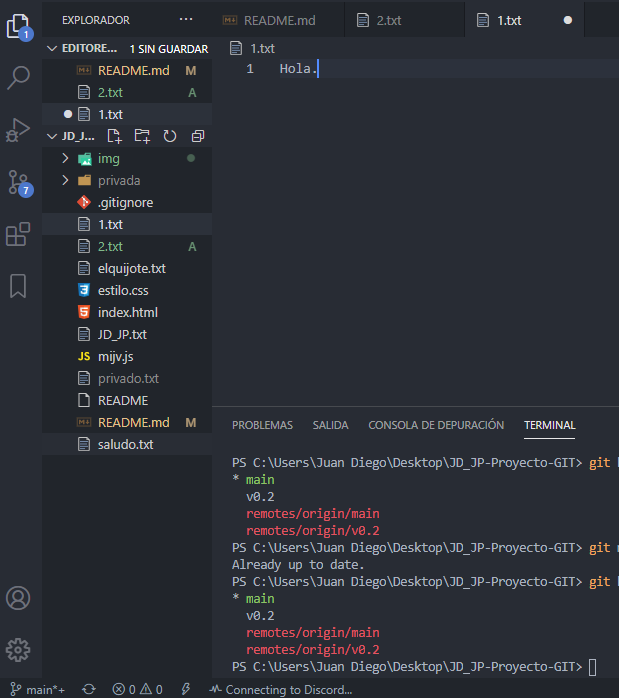 EXPLORADOR ...
README.md
2.txt
1.txt
1
EDITORE... 1 SIN GUARDAR
README.md M
2.txt A
1.txt
1.txt
1 Hola.
JD_J...
img
privada
.gitignore
1.txt
2.txt A
elquijote.txt
estilo.css
index.html
JD_JP.txt
JS mijv.js
privado.txt
README
README.md M
saludo.txt
7
PROBLEMAS SALIDA CONSOLA DE DEPURACIÓN TERMINAL
PS C:\Users\Juan Diego\Desktop\JD_JP-Proyecto-GIT> git
* main
v0.2
remotes/origin/main
remotes/origin/v0.2
PS C:\Users\Juan Diego\Desktop\JD_JP-Proyecto-GIT> git
Already up to date.
PS C:\Users\Juan Diego\Desktop\JD_JP-Proyecto-GIT> git
* main
v0.2
remotes/origin/main
remotes/origin/v0.2
PS C:\Users\Juan Diego\Desktop\JD_JP-Proyecto-GIT>
main*+ 0 0 Connecting to Discord...